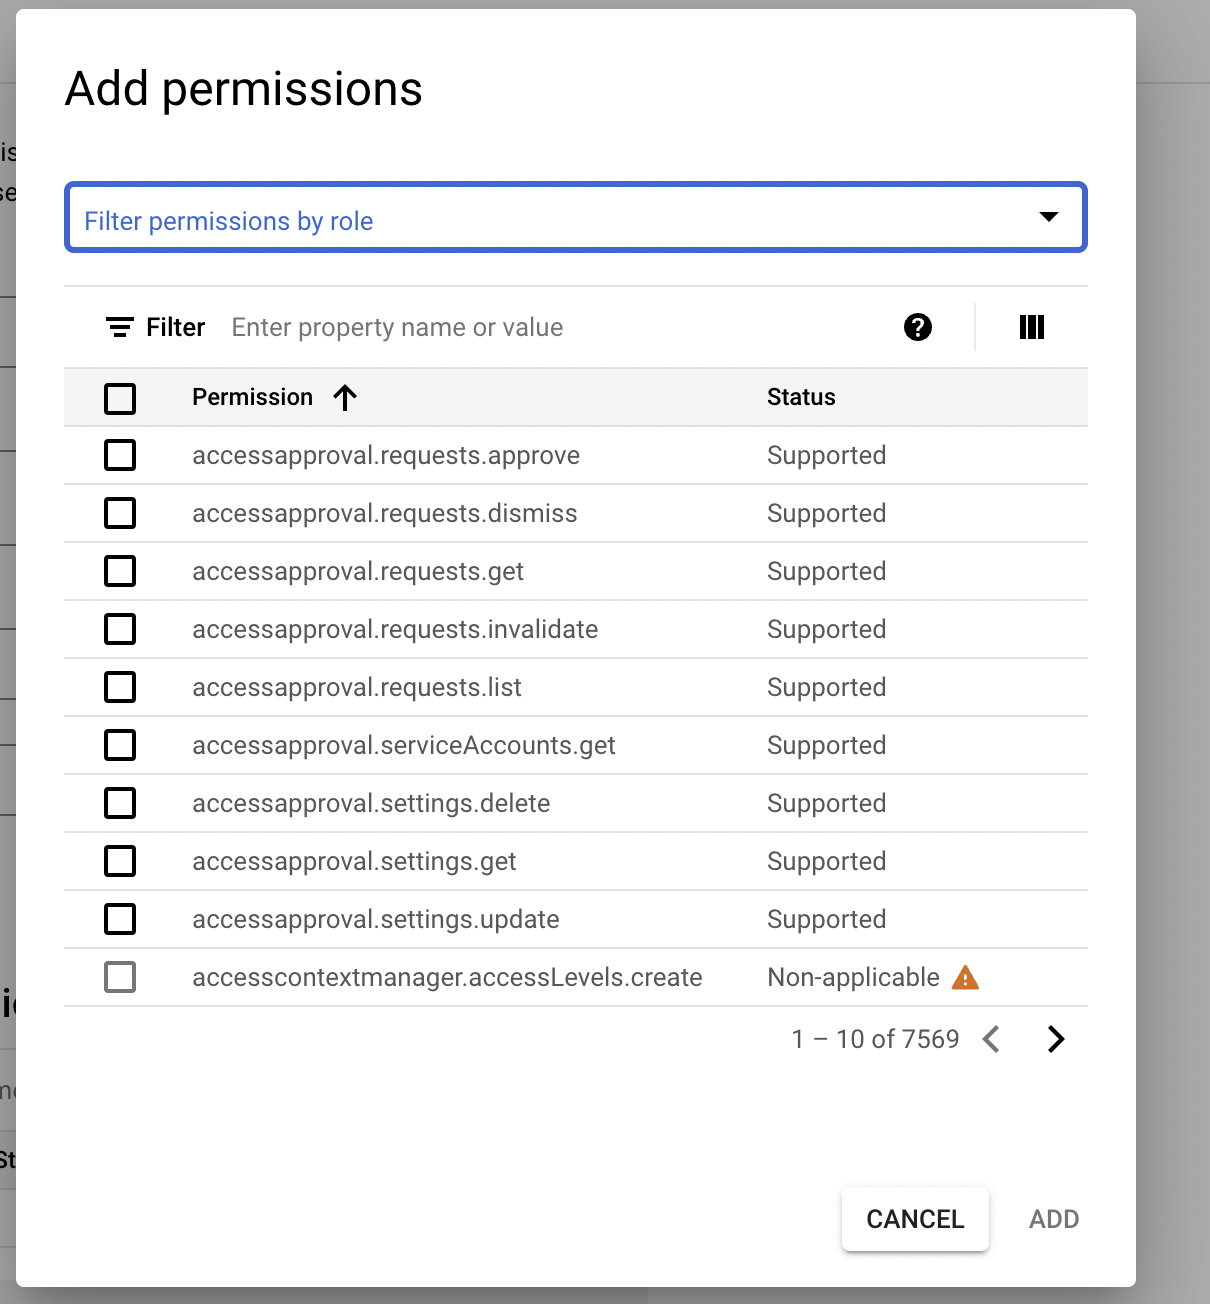 Add permissions
Filter permissions by role
Filter Enter property name or value
Permission Status
accessapproval.requests.approve Supported
accessapproval.requests.dismiss Supported
accessapproval.requests.get Supported
accessapproval.requests.invalidate Supported
accessapproval.requests.list Supported
accessapproval.serviceAccounts.get Supported
accessapproval.settings.delete Supported
accessapproval.settings.get Supported
accessapproval.settings.update Supported
accesscontextmanager.accessLevels.create Non-applicable
1 – 10 of 7569
CANCEL ADD